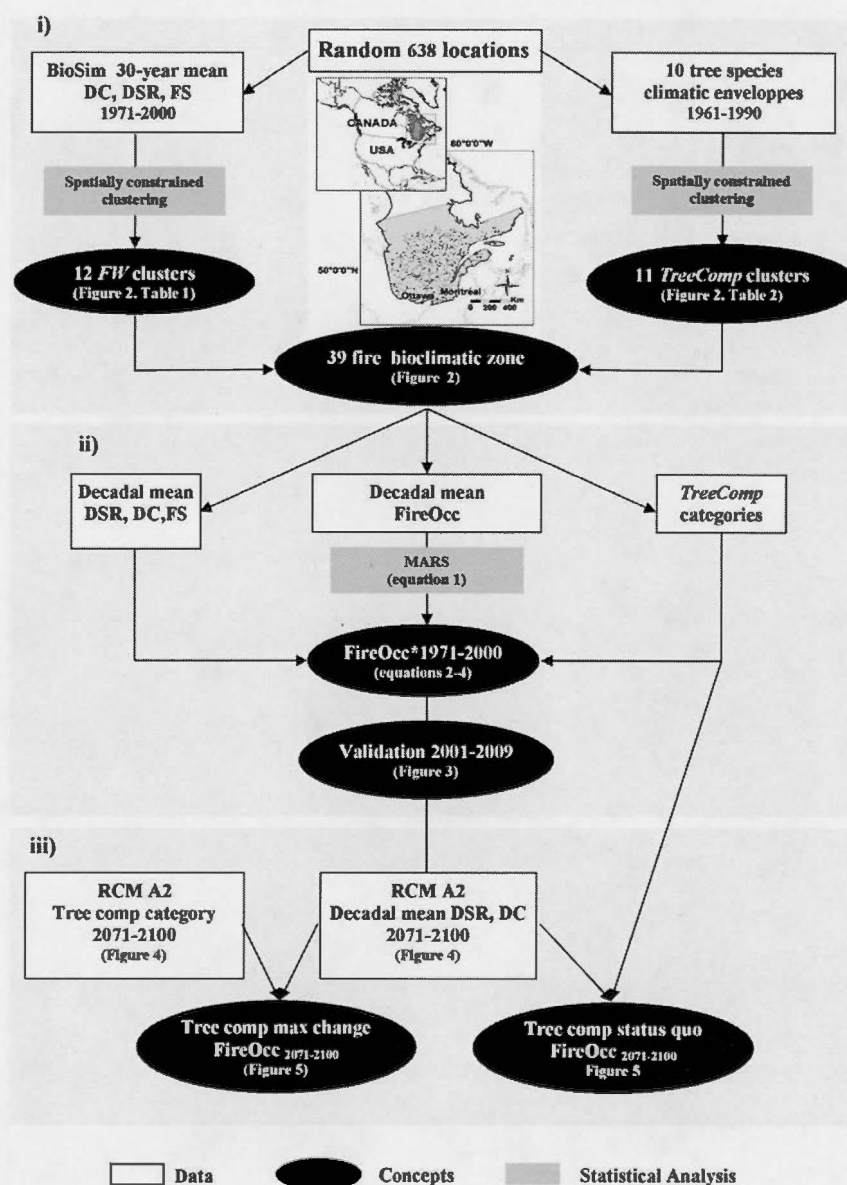 i)
Random 638 locations
BioSim 30-year mean
DC, DSR, FS
1971-2000
10 tree species
climatic enveloppes
1961-1990
CANADA
USA
60°0'0"W
Spatially constrained
clustering
Spatially constrained
clustering
50°0'0"N
12 FW clusters
(Figure 2. Table 1)
Ottawa
Montréal
0 200 400
Km
11 TreeComp clusters
(Figure 2. Table 2)
39 fire bioclimatic zone
(Figure 2)
ii)
Decadal mean
DSR, DC,FS
Decadal mean
FireOcc
TreeComp
categories
MARS
(equation 1)
FireOcc*1971-2000
(equations 2-4)
Validation 2001-2009
(Figure 3)
iii)
RCM A2
Tree comp category
2071-2100
(Figure 4)
RCM A2
Decadal mean DSR, DC
2071-2100
(Figure 4)
Tree comp max change
FireOcc 2071-2100
(Figure 5)
Tree comp status quo
FireOcc 2071-2100
Figure 5
Data
Concepts
Statistical Analysis